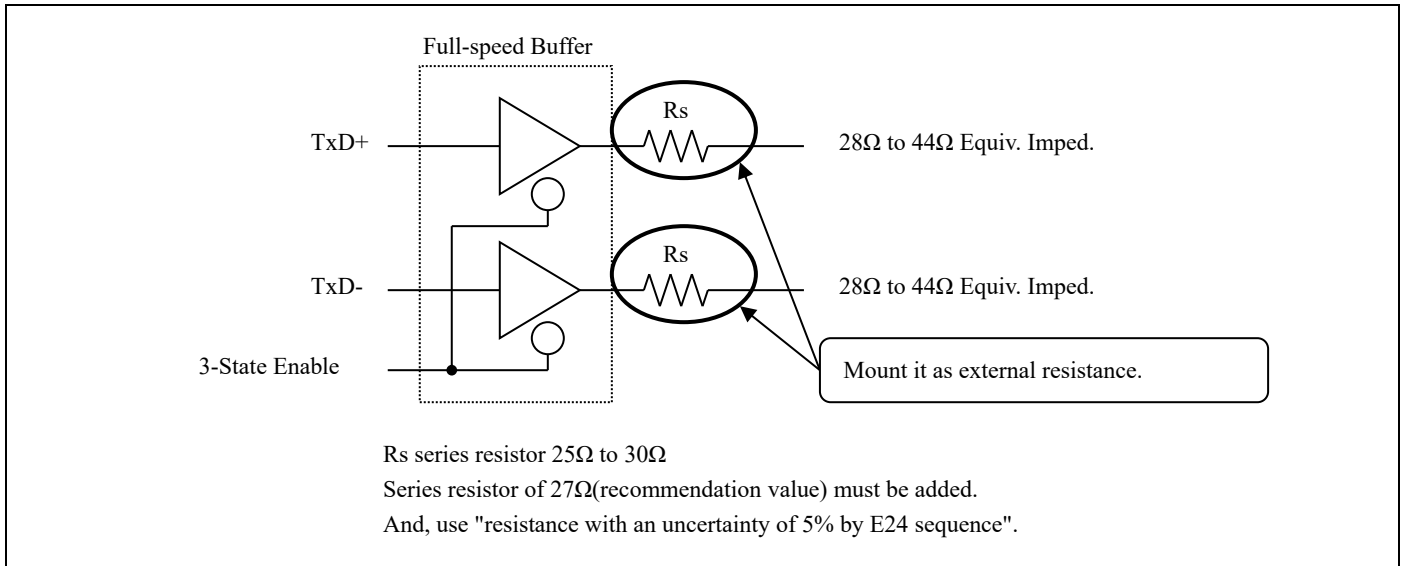 Full-speed Buffer
Rs
TxD+
28Ω to 44Ω Equiv. Imped.
Rs
TxD-
28Ω to 44Ω Equiv. Imped.
3-State Enable
Mount it as external resistance.
Rs series resistor 25Ω to 30Ω
Series resistor of 27Ω(recommendation value) must be added.
And, use "resistance with an uncertainty of 5% by E24 sequence".